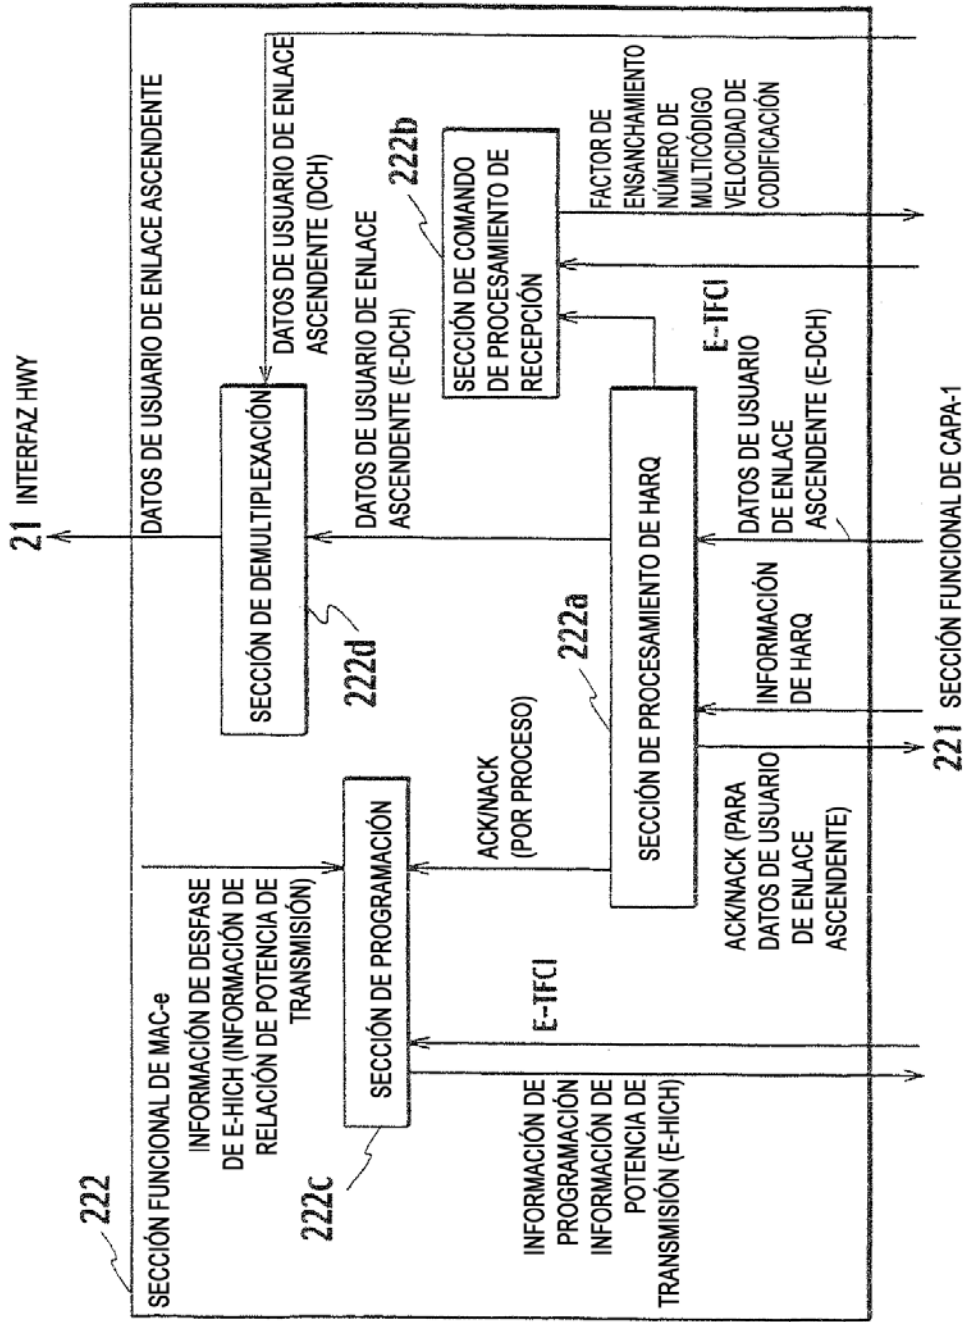 21 INTERFAZ HWY
222
SECCIÓN FUNCIONAL DE MAC-e
DATOS DE USUARIO DE ENLACE ASCENDENTE
INFORMACIÓN DE DESFASE
DE E-HICH (INFORMACIÓN DE
RELACIÓN DE POTENCIA DE
TRANSMISIÓN)
SECCIÓN DE DEMULTIPLEXACIÓN
222d
DATOS DE USUARIO DE ENLACE
ASCENDENTE (DCH)
SECCIÓN DE PROGRAMACIÓN
222c
ACK/NACK
(POR PROCESO)
DATOS DE USUARIO DE ENLACE
ASCENDENTE (E-DCH)
222b
SECCIÓN DE COMANDO
DE PROCESAMIENTO DE
RECEPCIÓN
222a
SECCIÓN DE PROCESAMIENTO DE HARQ
INFORMACIÓN DE
PROGRAMACIÓN
INFORMACIÓN DE
POTENCIA DE
TRANSMISIÓN (E-HICH)
E-TFCI
ACK/NACK (PARA
DATOS DE USUARIO
DE ENLACE
ASCENDENTE)
INFORMACIÓN
DE HARQ
DATOS DE USUARIO
DE ENLACE
ASCENDENTE (E-DCH)
E-TFCI
FACTOR DE
ENSANCHAMIENTO
NÚMERO DE
MULTICÓDIGO
VELOCIDAD DE
CODIFICACIÓN
221 SECCIÓN FUNCIONAL DE CAPA-1